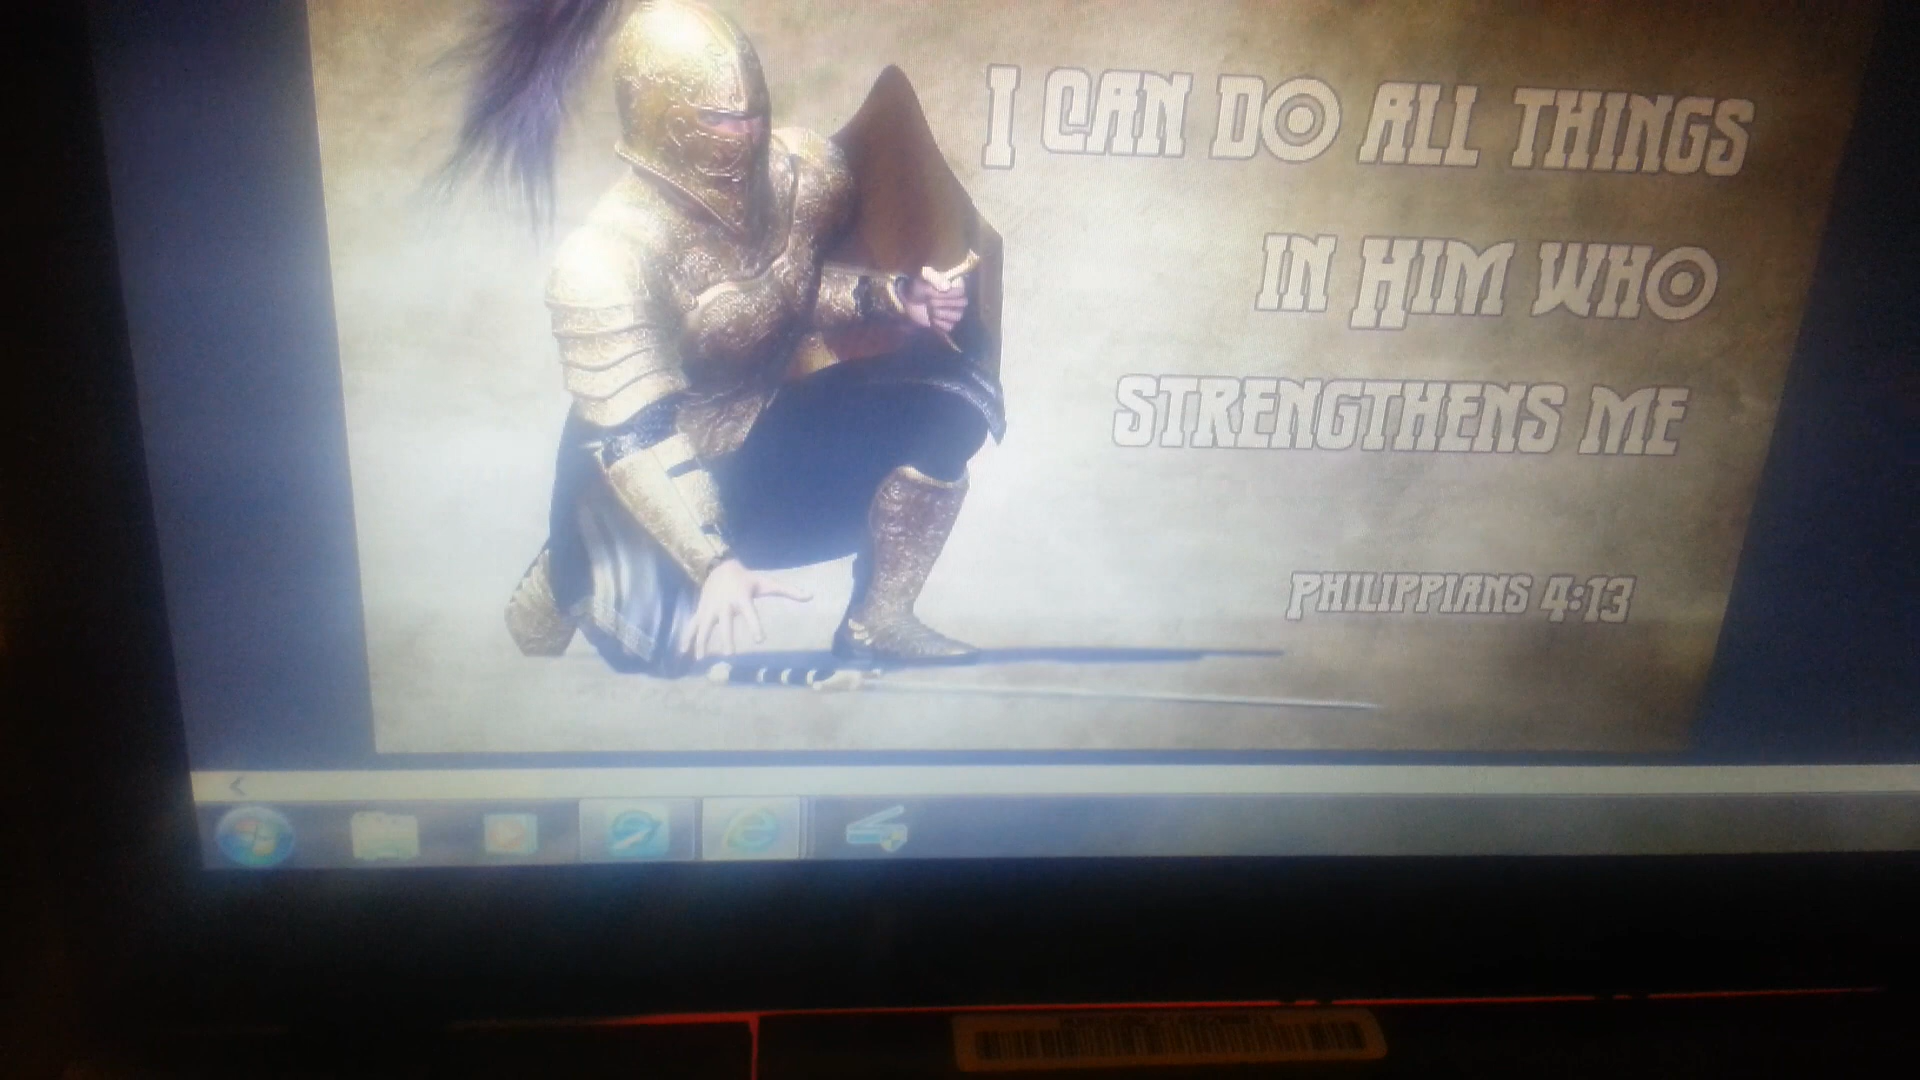 I CAN DO ALL THINGS
IN HIM WHO
STRENGTHENS ME
PHILIPPIANS 4:13